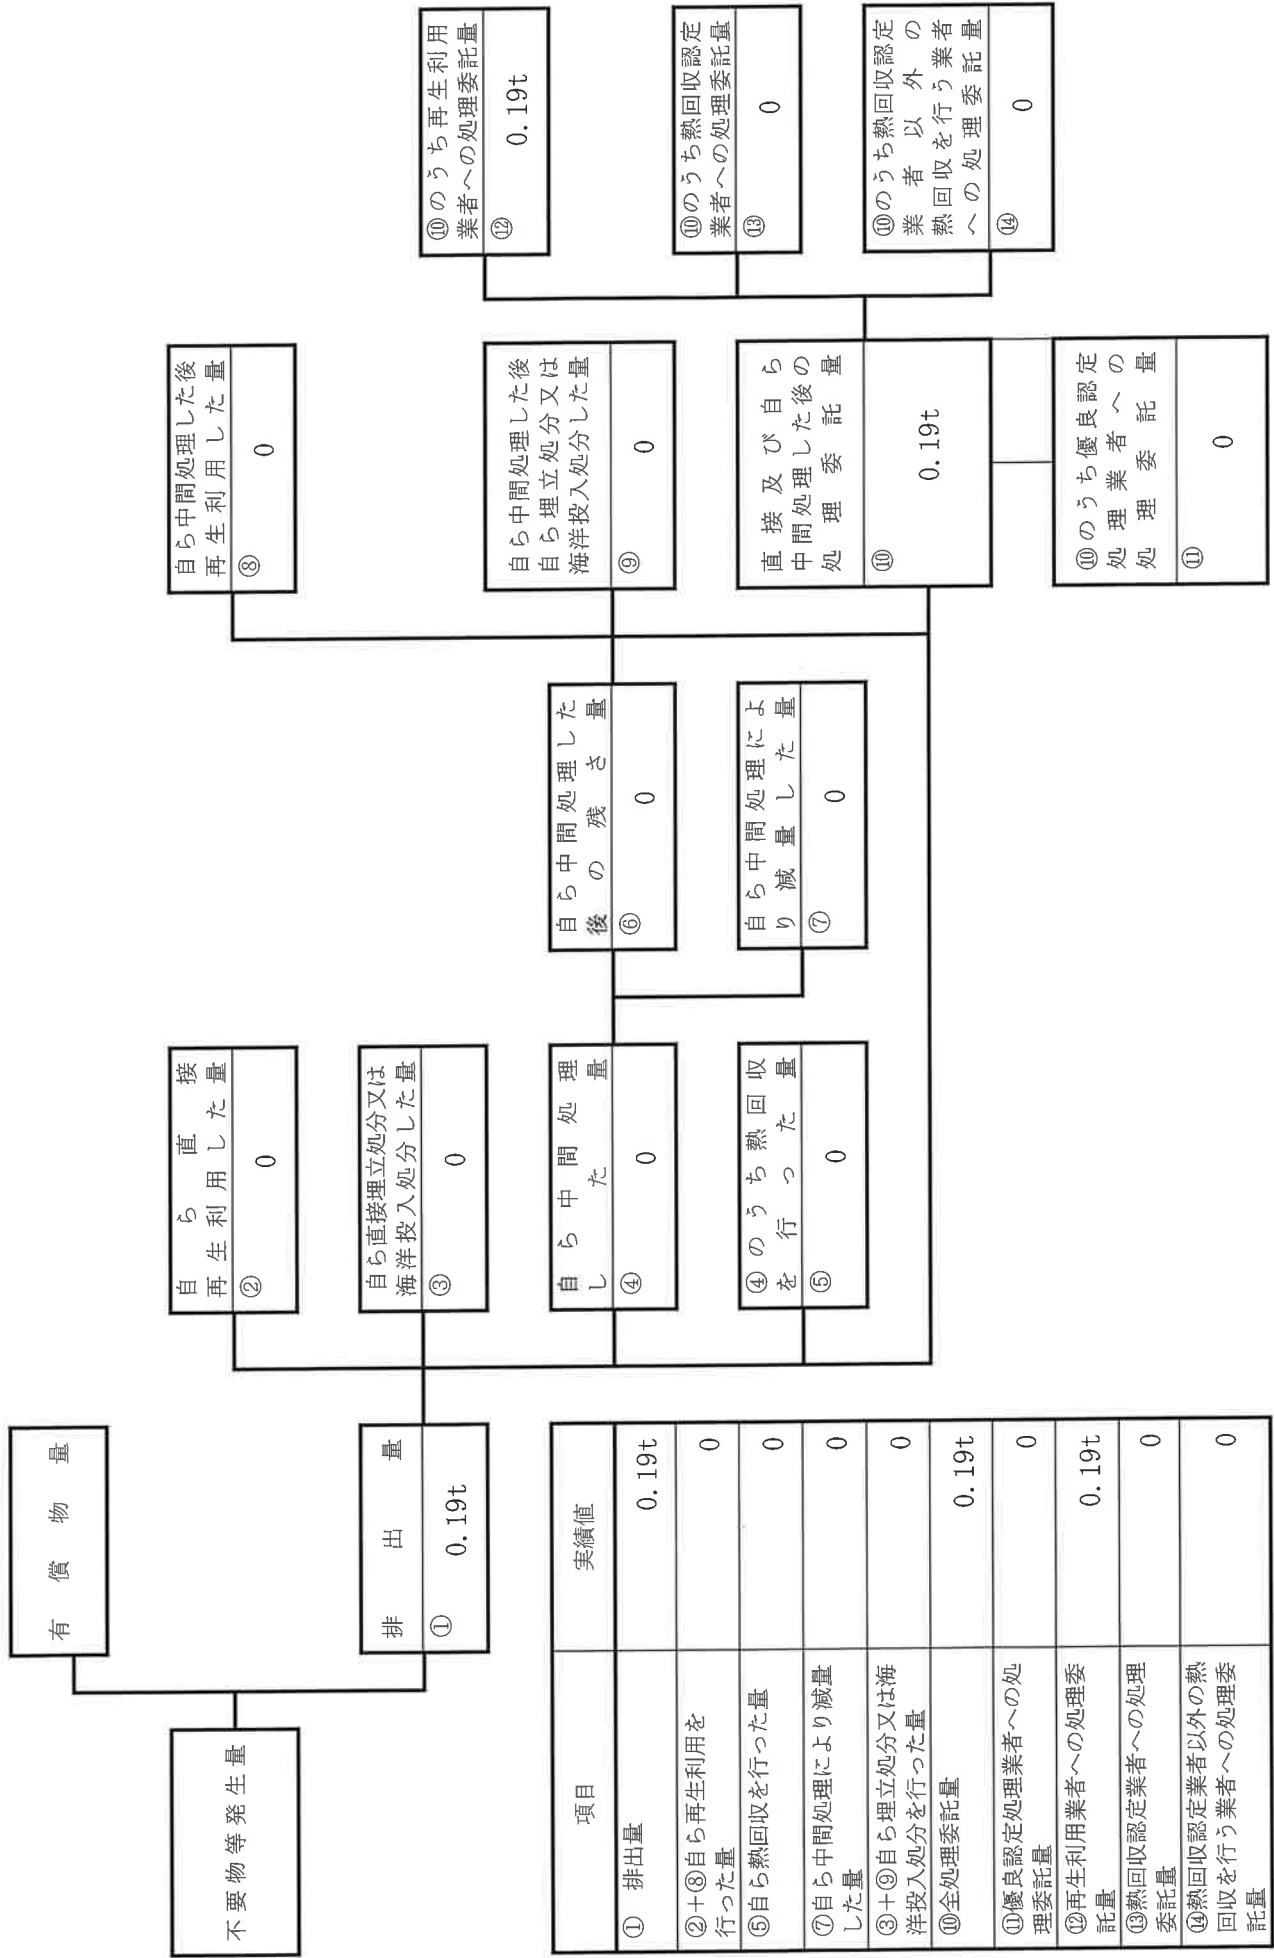 不要物等発生量
有償物量
排出量
①
0.19t
自ら直接
再生利用した量
②
0
自ら直接埋立処分又は
海洋投入処分した量
③
0
自ら中間処理
した量
④
0
④のうち熱回収
を行った量
⑤
0
自ら中間処理した
後の残さ量
⑥
0
自ら中間処理によ
り減量した量
⑦
0
自ら中間処理した後
再生利用した量
⑧
0
自ら中間処理した後
自ら埋立処分又は
海洋投入処分した量
⑨
0
直接及び自ら
中間処理した後の
処理委託量
⑩
0.19t
⑩のうち優良認定
処理業者への
処理委託量
⑪
0
⑩のうち再生利用
業者への処理委託量
⑫
0.19t
⑩のうち熱回収認定
業者への処理委託量
⑬
0
⑩のうち熱回収認定
業者以外の
熱回収を行う業者
への処理委託量
⑭
0
項目 実績値
① 排出量 0.19t
②+⑧自ら再生利用を
行った量 0
⑤自ら熱回収を行った量 0
⑦自ら中間処理により減量
した量 0
③+⑨自ら埋立処分又は海
洋投入処分を行った量 0
⑩全処理委託量 0.19t
⑪優良認定処理業者への処
理委託量 0
⑫再生利用業者への処理委
託量 0.19t
⑬熱回収認定業者への処理
委託量 0
⑭熱回収認定業者以外の熱
回収を行う業者への処理委
託量 0